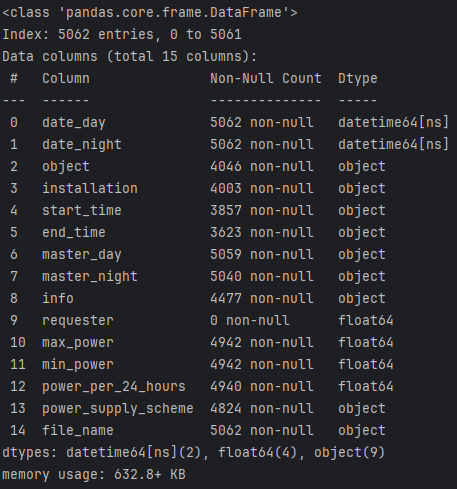 <class 'pandas.core.frame.DataFrame'>
Index: 5062 entries, 0 to 5061
Data columns (total 15 columns):
 #   Column               Non-Null Count  Dtype
---  ------               --------------  -----
 0   date_day             5062 non-null   datetime64[ns]
 1   date_night           5062 non-null   datetime64[ns]
 2   object               4046 non-null   object
 3   installation         4003 non-null   object
 4   start_time           3857 non-null   object
 5   end_time             3623 non-null   object
 6   master_day           5059 non-null   object
 7   master_night         5040 non-null   object
 8   info                 4477 non-null   object
 9   requester            0 non-null      float64
 10  max_power            4942 non-null   float64
 11  min_power            4942 non-null   float64
 12  power_per_24_hours   4940 non-null   float64
 13  power_supply_scheme  4824 non-null   object
 14  file_name            5062 non-null   object
dtypes: datetime64[ns](2), float64(4), object(9)
memory usage: 632.8+ KB